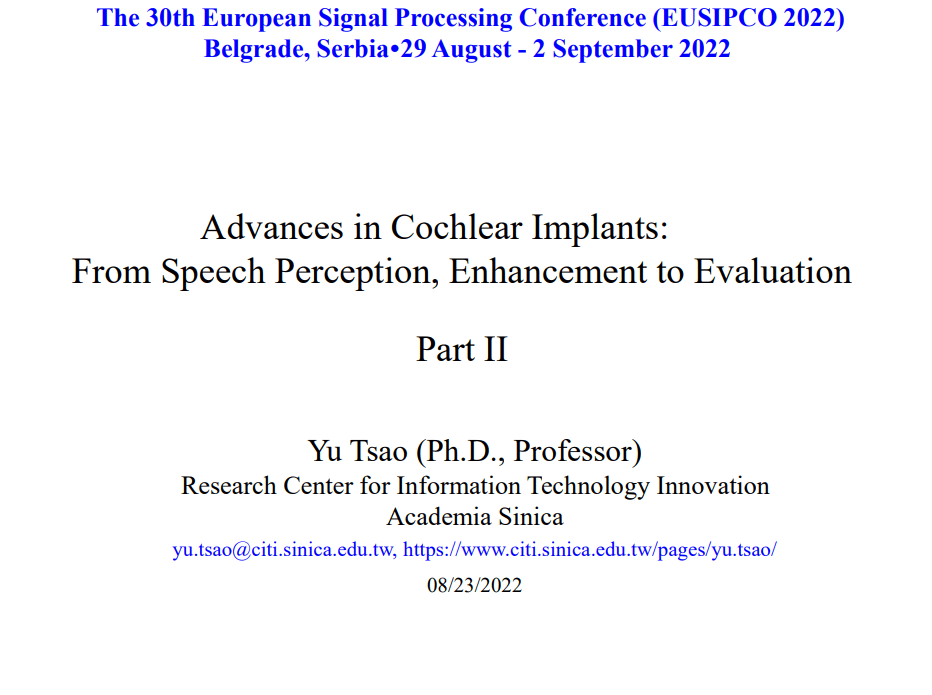 The 30th European Signal Processing Conference (EUSIPCO 2022)
Belgrade, Serbia•29 August - 2 September 2022
Advances in Cochlear Implants:
From Speech Perception, Enhancement to Evaluation
Part II
Yu Tsao (Ph.D., Professor)
Research Center for Information Technology Innovation
Academia Sinica
yu.tsao@citi.sinica.edu.tw, https://www.citi.sinica.edu.tw/pages/yu.tsao/
08/23/2022